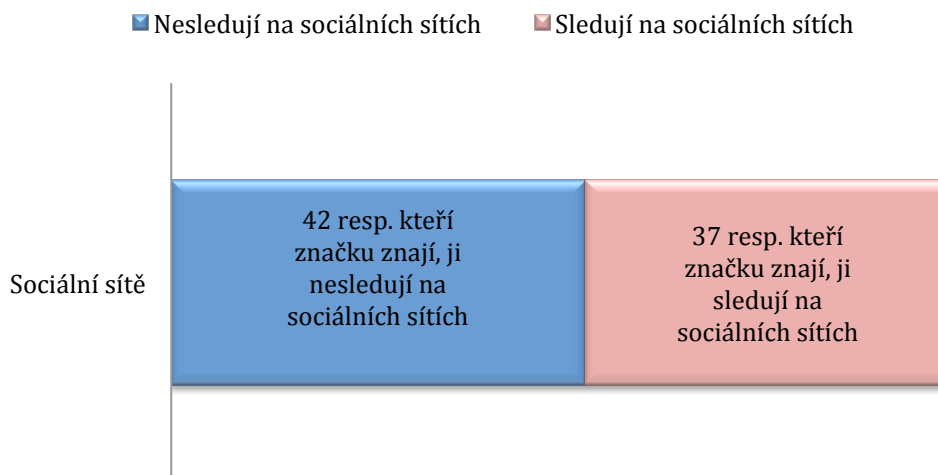 Nesledují na sociálních sítích Sledují na sociálních sítích
42 resp. kteří
značku znají, ji
nesledují na
sociálních sítích
37 resp. kteří
značku znají, ji
sledují na
sociálních sítích
Sociální sítě